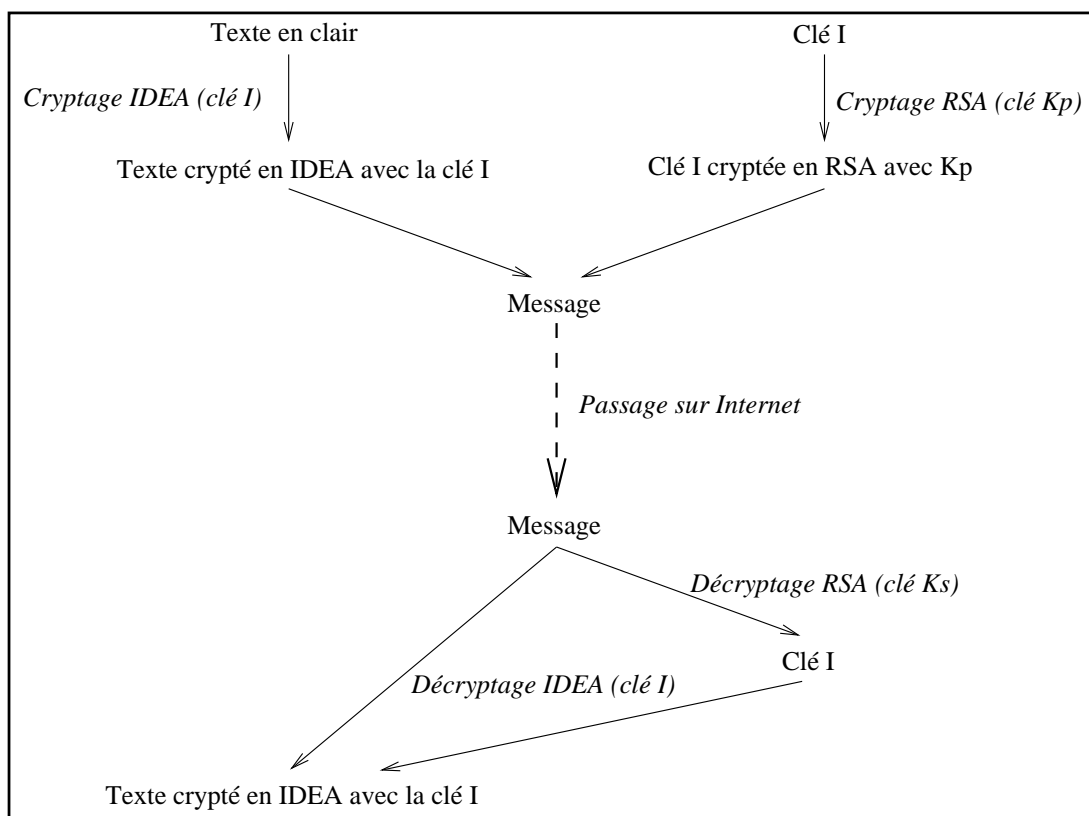 Texte en clair
Clé I
Cryptage IDEA (clé I)
Cryptage RSA (clé Kp)
Texte crypté en IDEA avec la clé I
Clé I cryptée en RSA avec Kp
Message
Passage sur Internet
Message
Décryptage RSA (clé Ks)
Clé I
Décryptage IDEA (clé I)
Texte crypté en IDEA avec la clé I